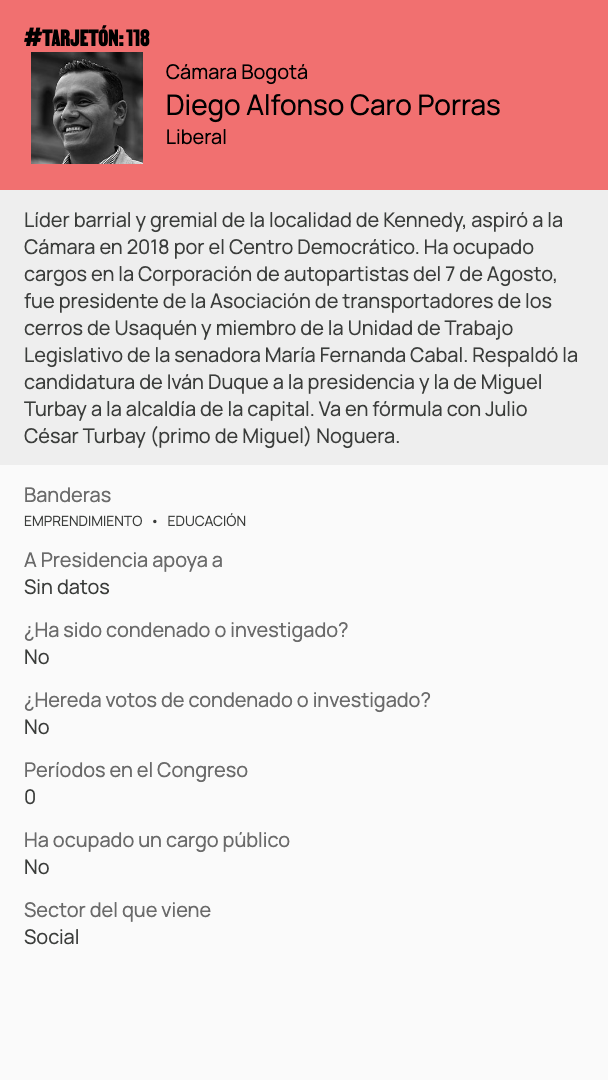 #TARJETÓN: 118
Cámara Bogotá
Diego Alfonso Caro Porras
Liberal
Líder barrial y gremial de la localidad de Kennedy, aspiró a la
Cámara en 2018 por el Centro Democrático. Ha ocupado
cargos en la Corporación de autopartistas del 7 de Agosto,
fue presidente de la Asociación de transportadores de los
cerros de Usaquén y miembro de la Unidad de Trabajo
Legislativo de la senadora María Fernanda Cabal. Respaldó la
candidatura de Iván Duque a la presidencia y la de Miguel
Turbay a la alcaldía de la capital. Va en fórmula con Julio
César Turbay (primo de Miguel) Noguera.
Banderas
EMPRENDIMIENTO • EDUCACIÓN
A Presidencia apoya a
Sin datos
¿Ha sido condenado o investigado?
No
¿Hereda votos de condenado o investigado?
No
Períodos en el Congreso
0
Ha ocupado un cargo público
No
Sector del que viene
Social